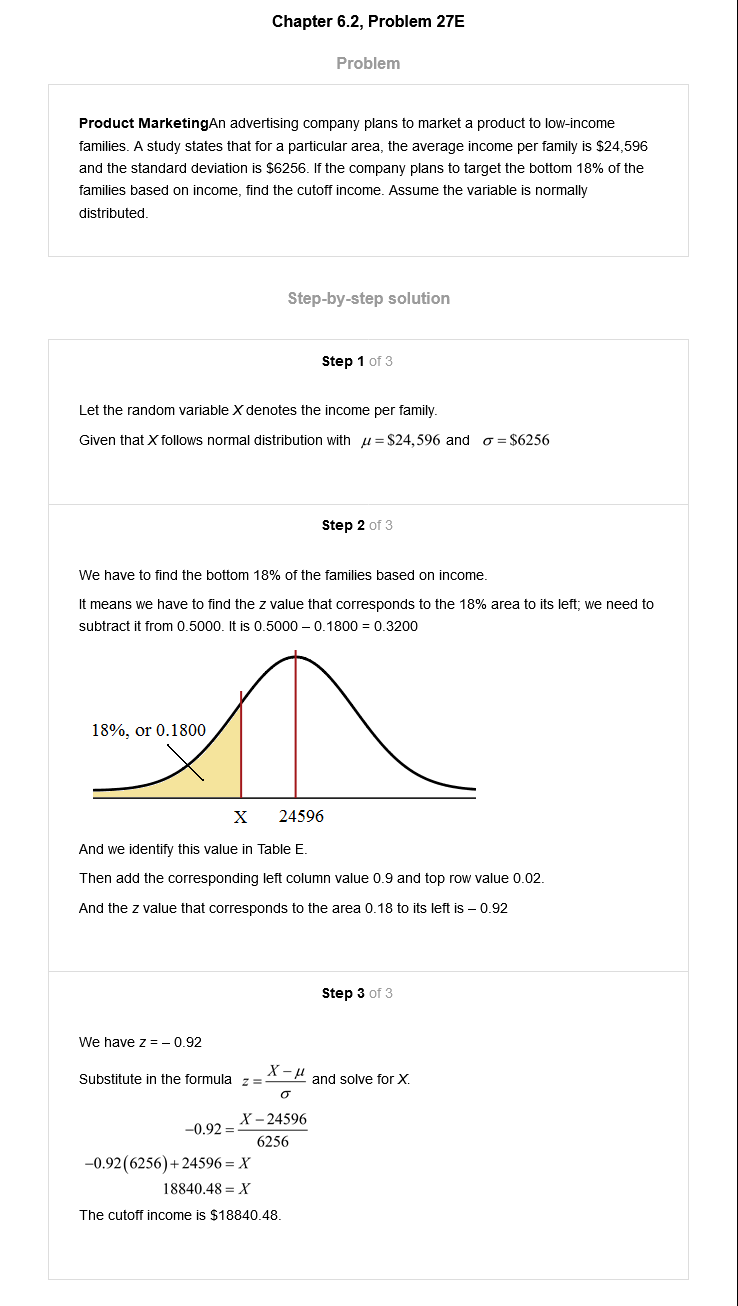 Chapter 6.2, Problem 27E
Problem
Product MarketingAn advertising company plans to market a product to low-income
families. A study states that for a particular area, the average income per family is $24,596
and the standard deviation is $6256. If the company plans to target the bottom 18% of the
families based on income, find the cutoff income. Assume the variable is normally
distributed.
Step-by-step solution
Step 1 of 3
Let the random variable X denotes the income per family.
Given that X follows normal distribution with μ = $24,596 and σ = $6256
Step 2 of 3
We have to find the bottom 18% of the families based on income.
It means we have to find the z value that corresponds to the 18% area to its left; we need to
subtract it from 0.5000. It is 0.5000 – 0.1800 = 0.3200
18%, or 0.1800
X 24596
And we identify this value in Table E.
Then add the corresponding left column value 0.9 and top row value 0.02.
And the z value that corresponds to the area 0.18 to its left is – 0.92
Step 3 of 3
We have z = – 0.92
Substitute in the formula z = (X − μ)/σ and solve for X.
−0.92 = (X − 24596)/6256
−0.92(6256) + 24596 = X
18840.48 = X
The cutoff income is $18840.48.